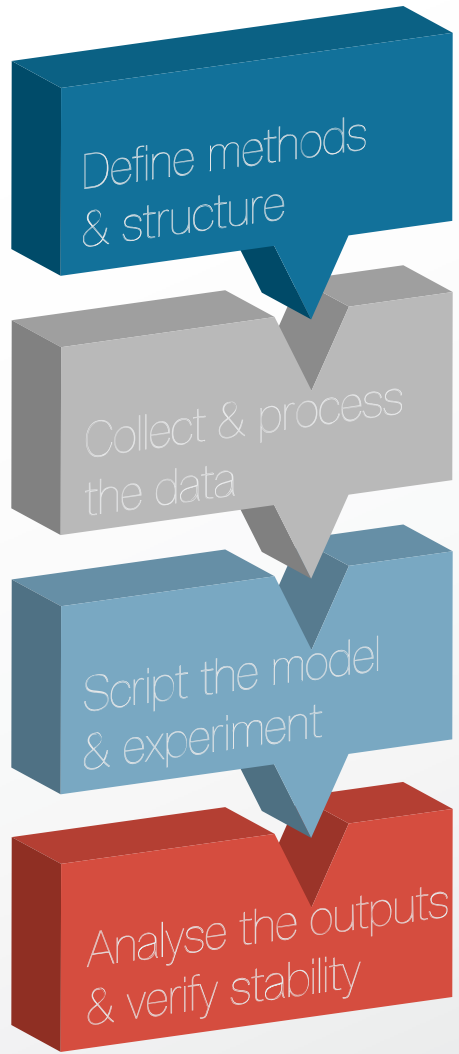 Define methods
& structure
Collect & process
the data
Script the model
& experiment
Analyse the outputs
& verify stability